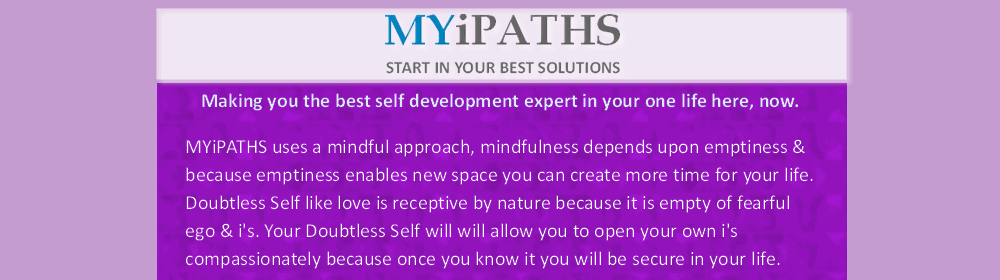 MYiPATHS
START IN YOUR BEST SOLUTIONS
Making you the best self development expert in your one life here, now.
MYiPATHS uses a mindful approach, mindfulness depends upon emptiness &
because emptiness enables new space you can create more time for your life.
Doubtless Self like love is receptive by nature because it is empty of fearful
ego & i's. Your Doubtless Self will will allow you to open your own i's
compassionately because once you know it you will be secure in your life.